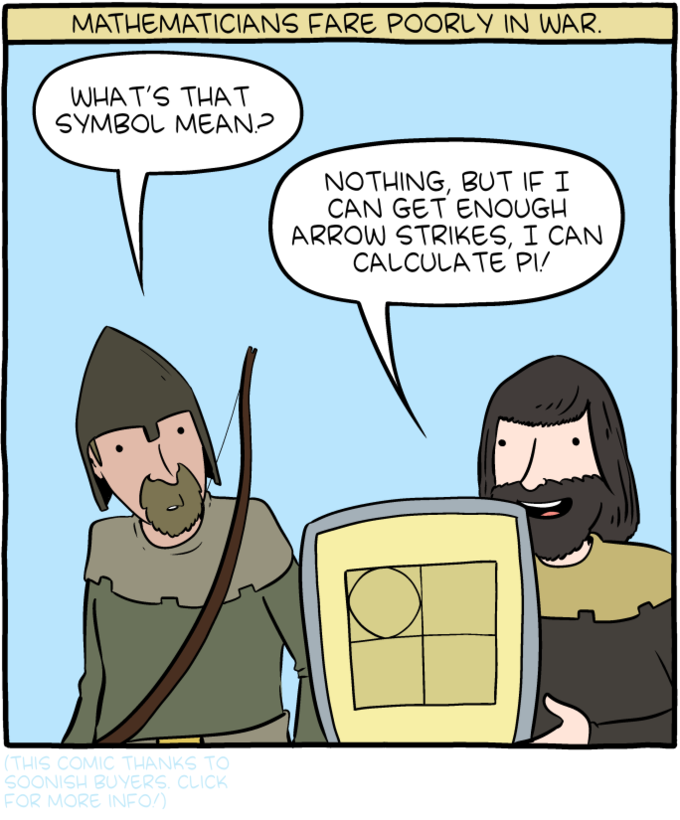 MATHEMATICIANS FARE POORLY IN WAR.
WHAT'S THAT
SYMBOL MEAN?
NOTHING, BUT IF I
CAN GET ENOUGH
ARROW STRIKES, I CAN
CALCULATE PI!
(THIS COMIC THANKS TO
SOONISH BUYERS. CLICK
FOR MORE INFO!)